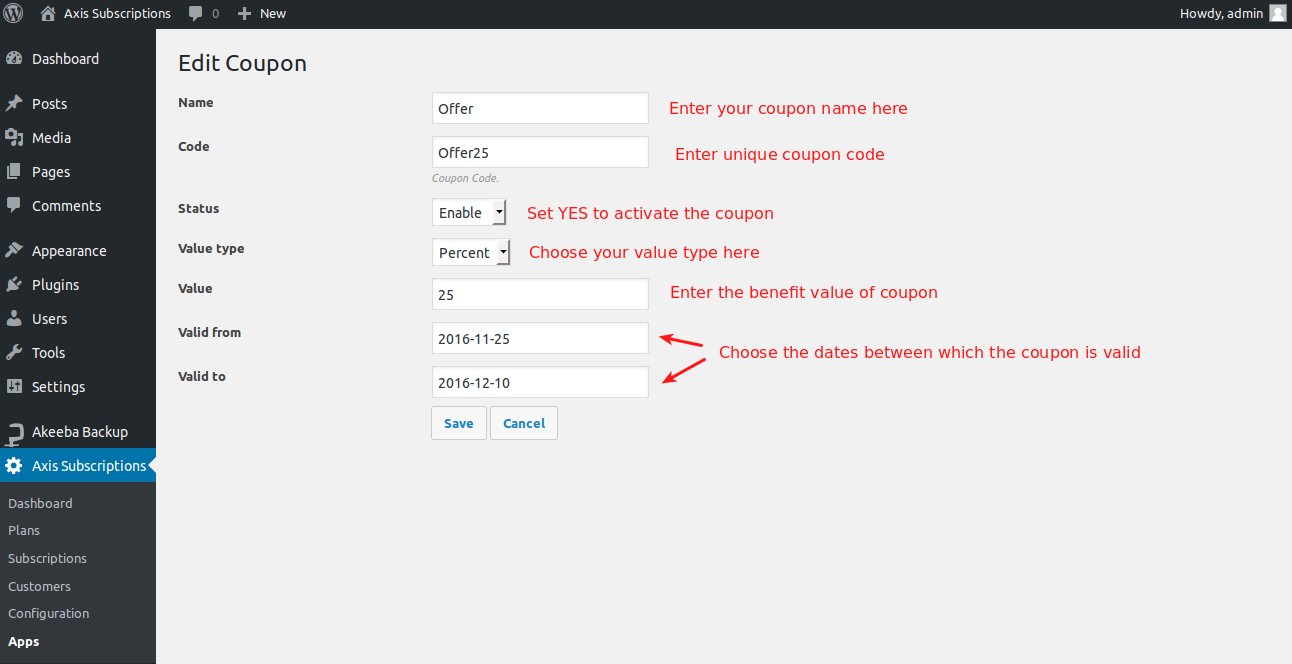 Axis Subscriptions 0 New Howdy, admin
Dashboard
Posts
Media
Pages
Comments
Appearance
Plugins
Users
Tools
Settings
Akeeba Backup
Axis Subscriptions
Dashboard
Plans
Subscriptions
Customers
Configuration
Apps
Edit Coupon
Name Offer Enter your coupon name here
Code Offer25 Enter unique coupon code
Coupon Code.
Status Enable Set YES to activate the coupon
Value type Percent Choose your value type here
Value 25 Enter the benefit value of coupon
Valid from 2016-11-25
Choose the dates between which the coupon is valid
Valid to 2016-12-10
Save Cancel